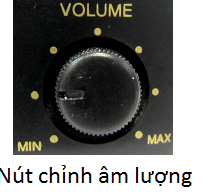 VOLUME
MIN
MAX
Nút chỉnh âm lượng